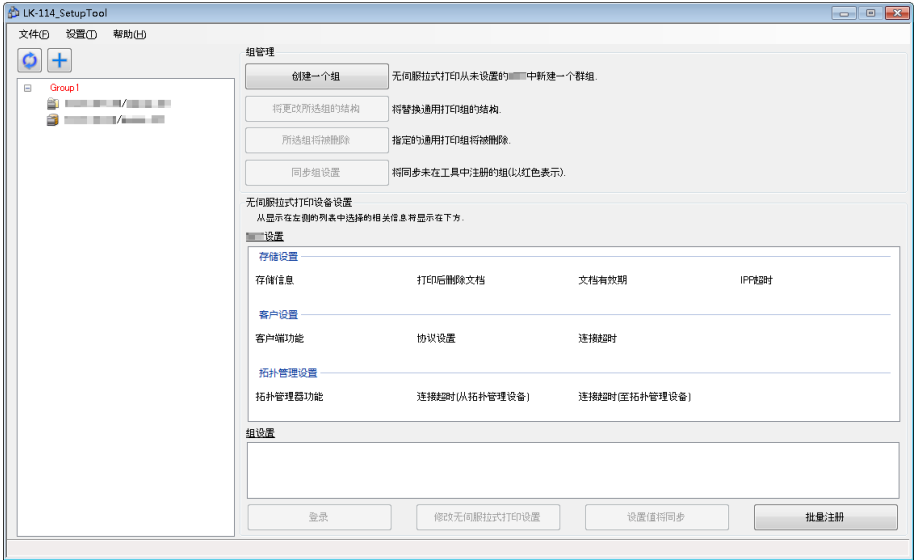 LK-114_SetupTool
文件(F) 设置(T) 帮助(H)
Group1
/
/
组管理
创建一个组 无伺服拉式打印从未设置的 中新建一个群组.
将更改所选组的结构 将替换通用打印组的结构.
所选组将被删除 指定的通用打印组将被删除.
同步组设置 将同步未在工具中注册的组(以红色表示).
无伺服拉式打印设备设置
从显示在左侧的列表中选择的相关信息将显示在下方.
设置
存储设置
存储信息 打印后删除文档 文档有效期 IPP超时
客户设置
客户端功能 协议设置 连接超时
拓扑管理设置
拓扑管理器功能 连接超时(从拓扑管理设备) 连接超时(至拓扑管理设备)
组设置
登录 修改无伺服拉式打印设置 设置值将同步 批量注册